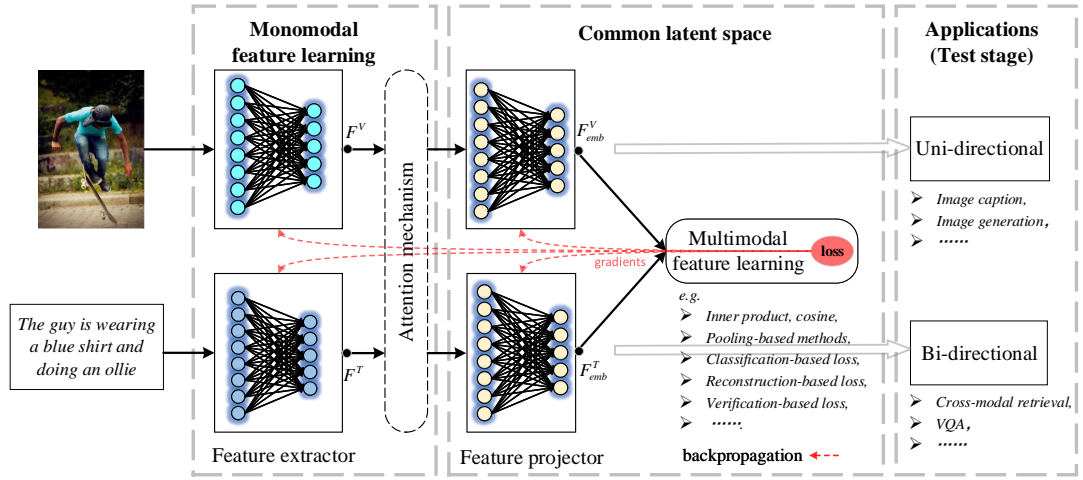 Monomodal
feature learning
Common latent space
Applications
(Test stage)
F^V
F^V_emb
Uni-directional
➢ Image caption,
➢ Image generation,
➢ ……
Attention mechanism
Multimodal
feature learning
loss
gradients
The guy is wearing
a blue shirt and
doing an ollie
F^T
F^T_emb
e.g.
➢ Inner product, cosine,
➢ Pooling-based methods,
➢ Classification-based loss,
➢ Reconstruction-based loss,
➢ Verification-based loss,
➢ …….
Bi-directional
➢ Cross-modal retrieval,
➢ VQA,
➢ ……
Feature extractor
Feature projector
backpropagation